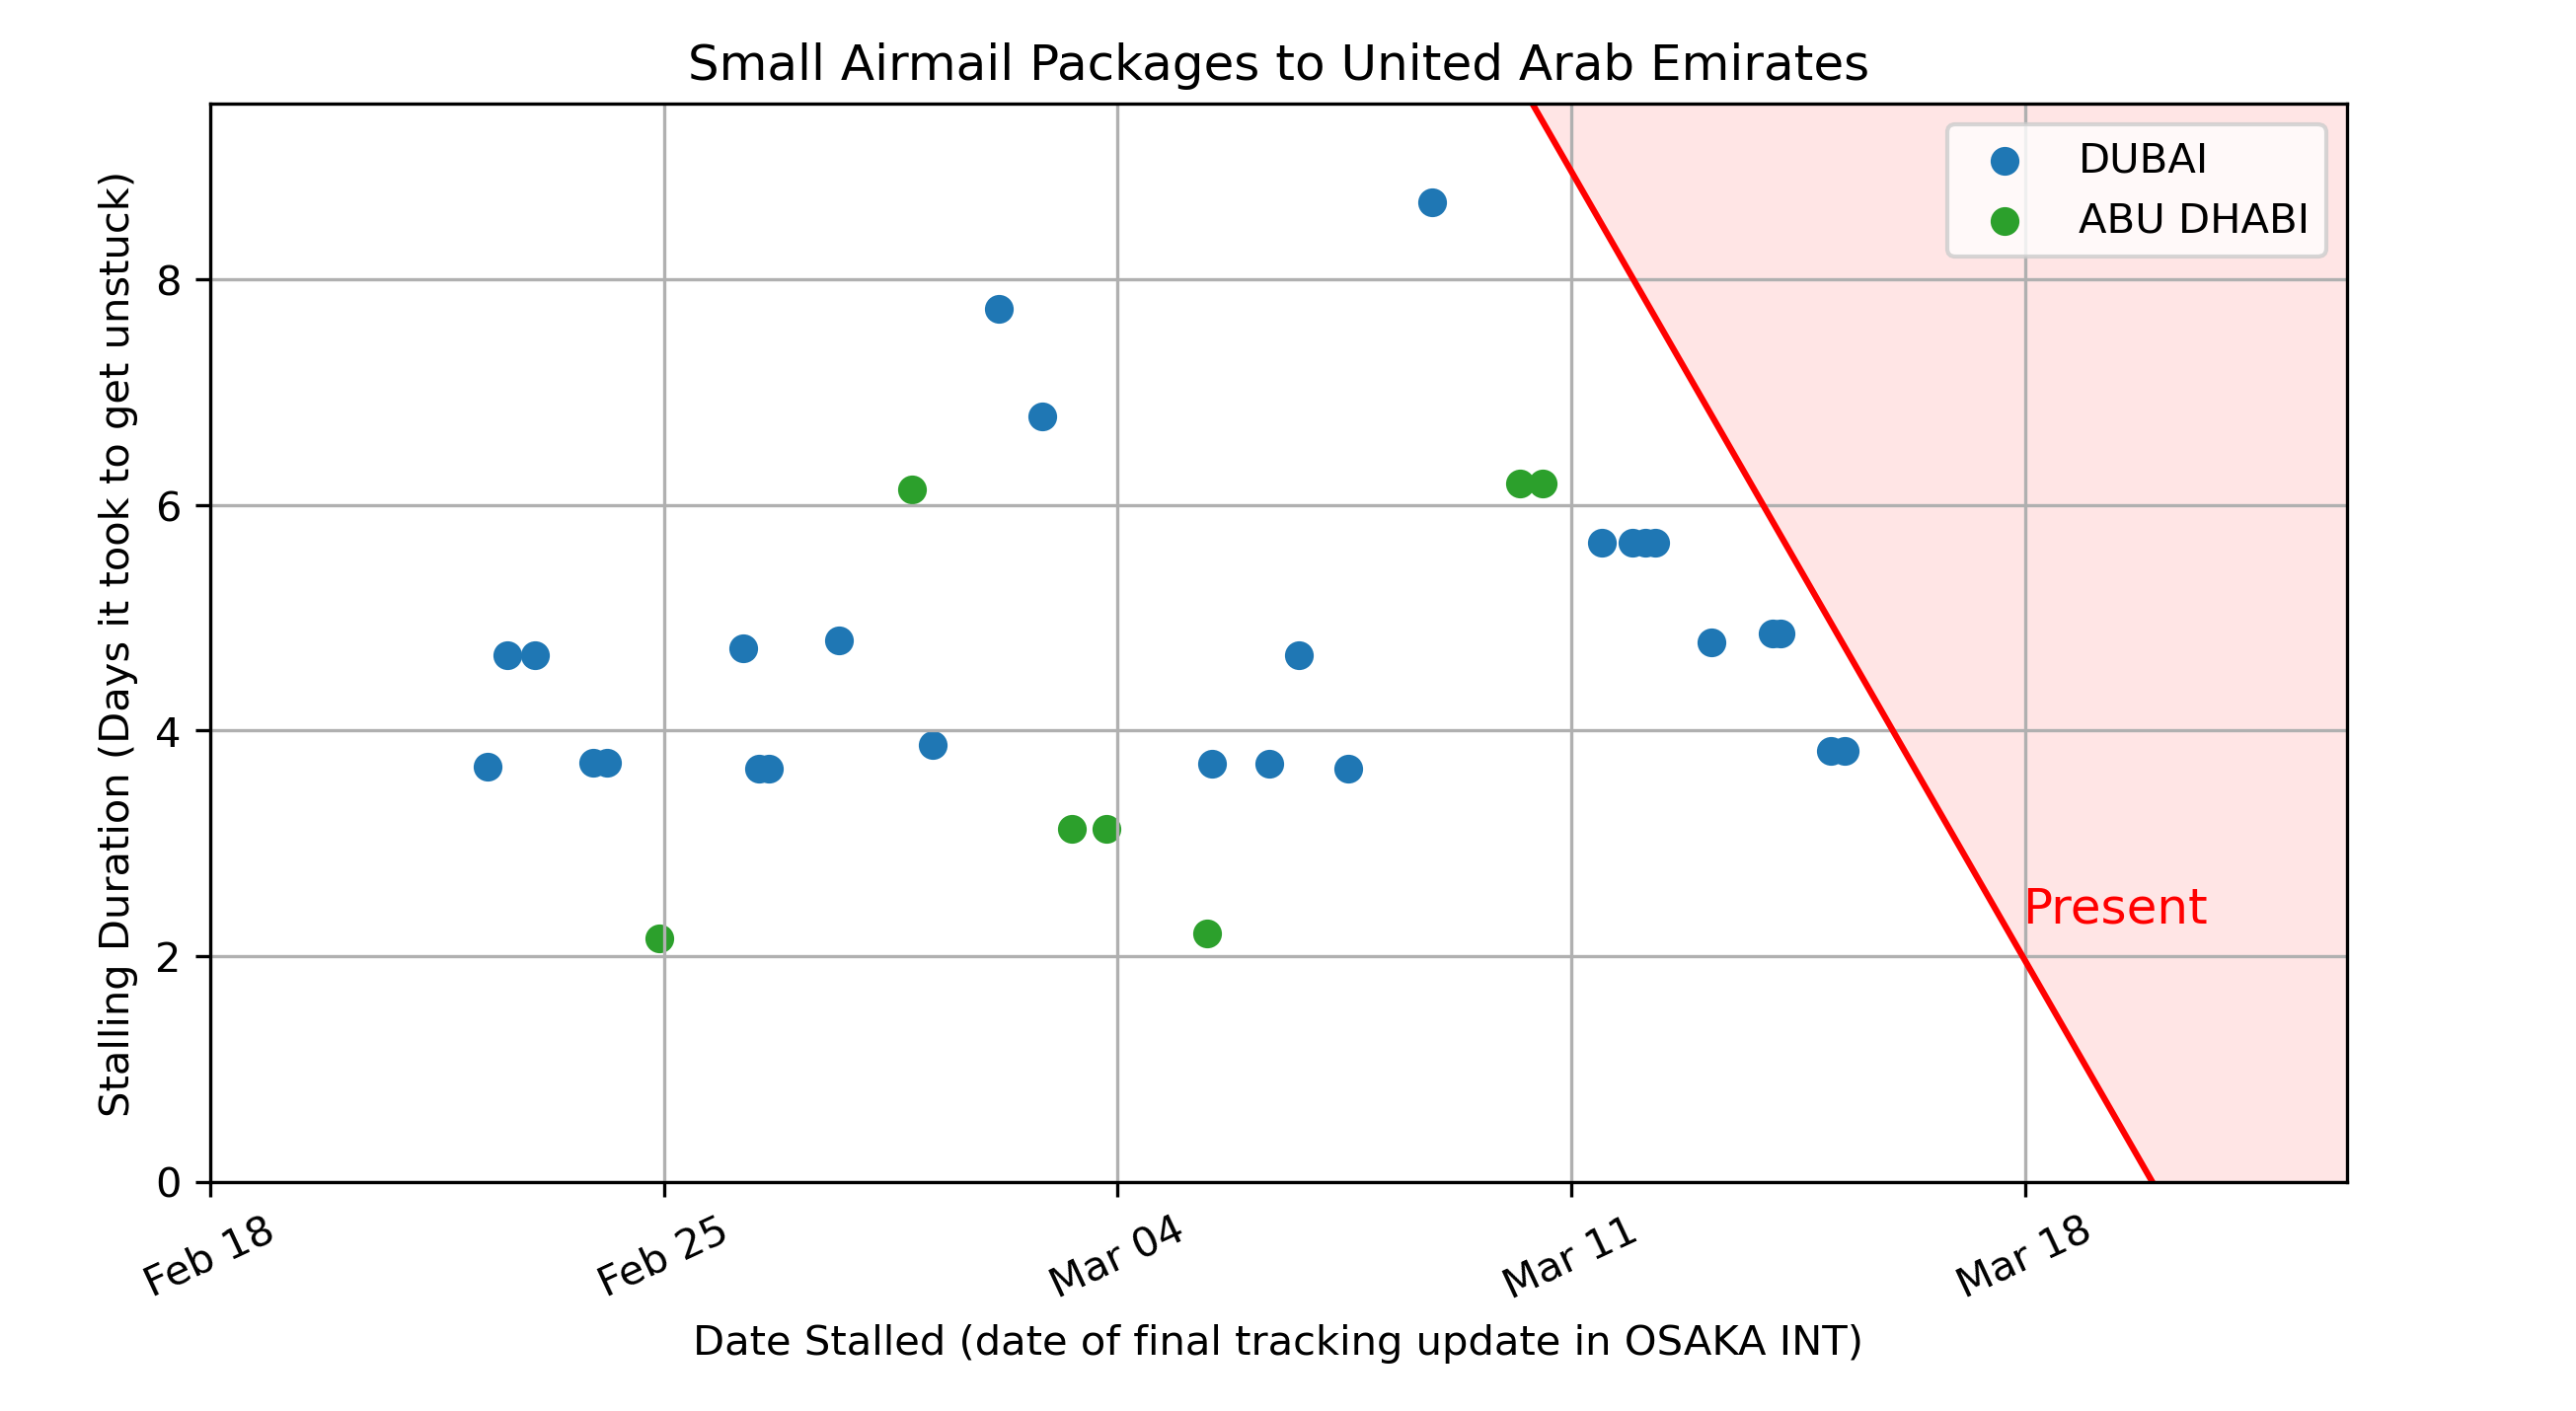 Small Airmail Packages to United Arab Emirates
DUBAI
ABU DHABI
Stalling Duration (Days it took to get unstuck)
8
6
4
2
0
Present
Feb 18
Feb 25
Mar 04
Mar 11
Mar 18
Date Stalled (date of final tracking update in OSAKA INT)